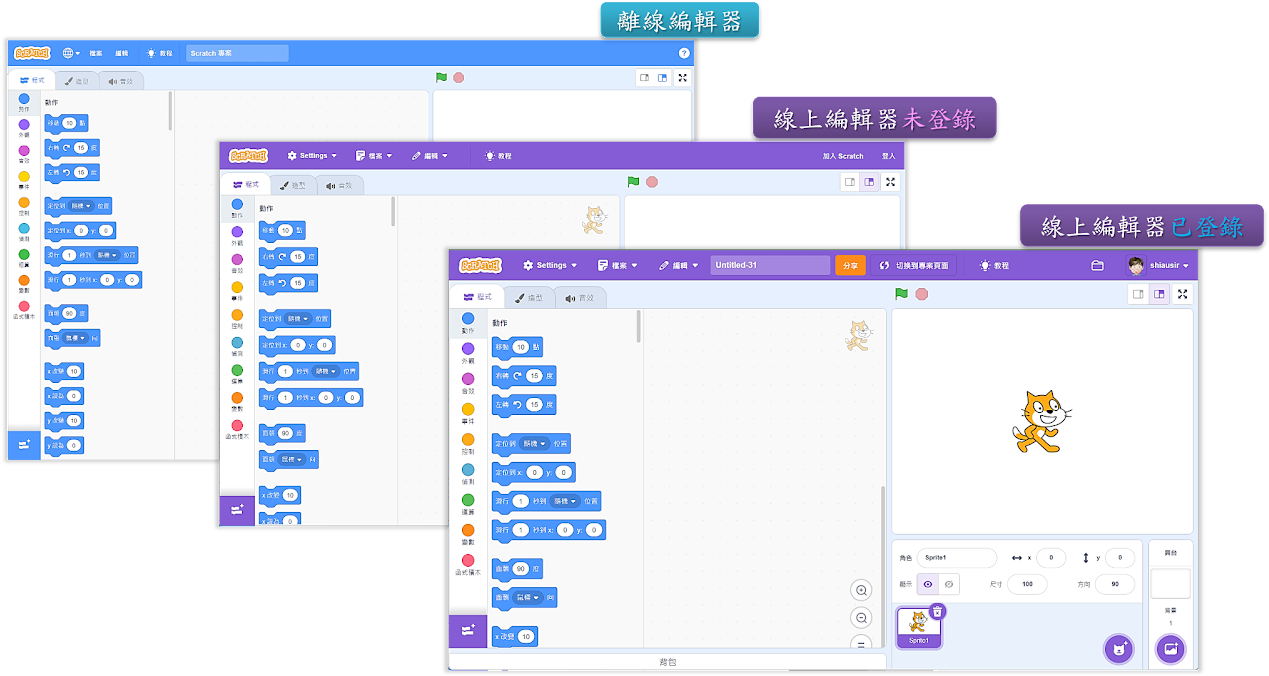 離線編輯器
SCRATCH 檔案 編輯 教程 Scratch 專案 ?
程式 造型 音效
動作 外觀 音效 事件 控制 偵測 運算 變數 函式積木
動作
移動 10 點
右轉 15 度
左轉 15 度
定位到 隨機 位置
定位到 x: 0 y: 0
滑行 1 秒到 隨機 位置
滑行 1 秒到 x: 0 y: 0
面朝 90 度
面朝 鼠標 向
x 改變 10
x 設為 0
y 改變 10
y 設為 0
線上編輯器未登錄
SCRATCH Settings 檔案 編輯 教程 加入 Scratch 登入
程式 造型 音效
動作 外觀 音效 事件 控制 偵測 運算 變數 函式積木
動作
移動 10 點
右轉 15 度
左轉 15 度
定位到 隨機 位置
定位到 x: 0 y: 0
滑行 1 秒到 隨機 位置
滑行 1 秒到 x: 0 y: 0
面朝 90 度
面朝 鼠標 向
x 改變 10
x 設為 0
線上編輯器已登錄
SCRATCH Settings 檔案 編輯 Untitled-31 分享 切換到專案頁面 教程 shiausir
程式 造型 音效
動作 外觀 音效 事件 控制 偵測 運算 變數 函式積木
動作
移動 10 點
右轉 15 度
左轉 15 度
定位到 隨機 位置
定位到 x: 0 y: 0
滑行 1 秒到 隨機 位置
滑行 1 秒到 x: 0 y: 0
面朝 90 度
面朝 鼠標 向
x 改變 10
背包
角色 Sprite1 x 0 y 0
顯示 尺寸 100 方向 90
Sprite1
舞台
背景
1